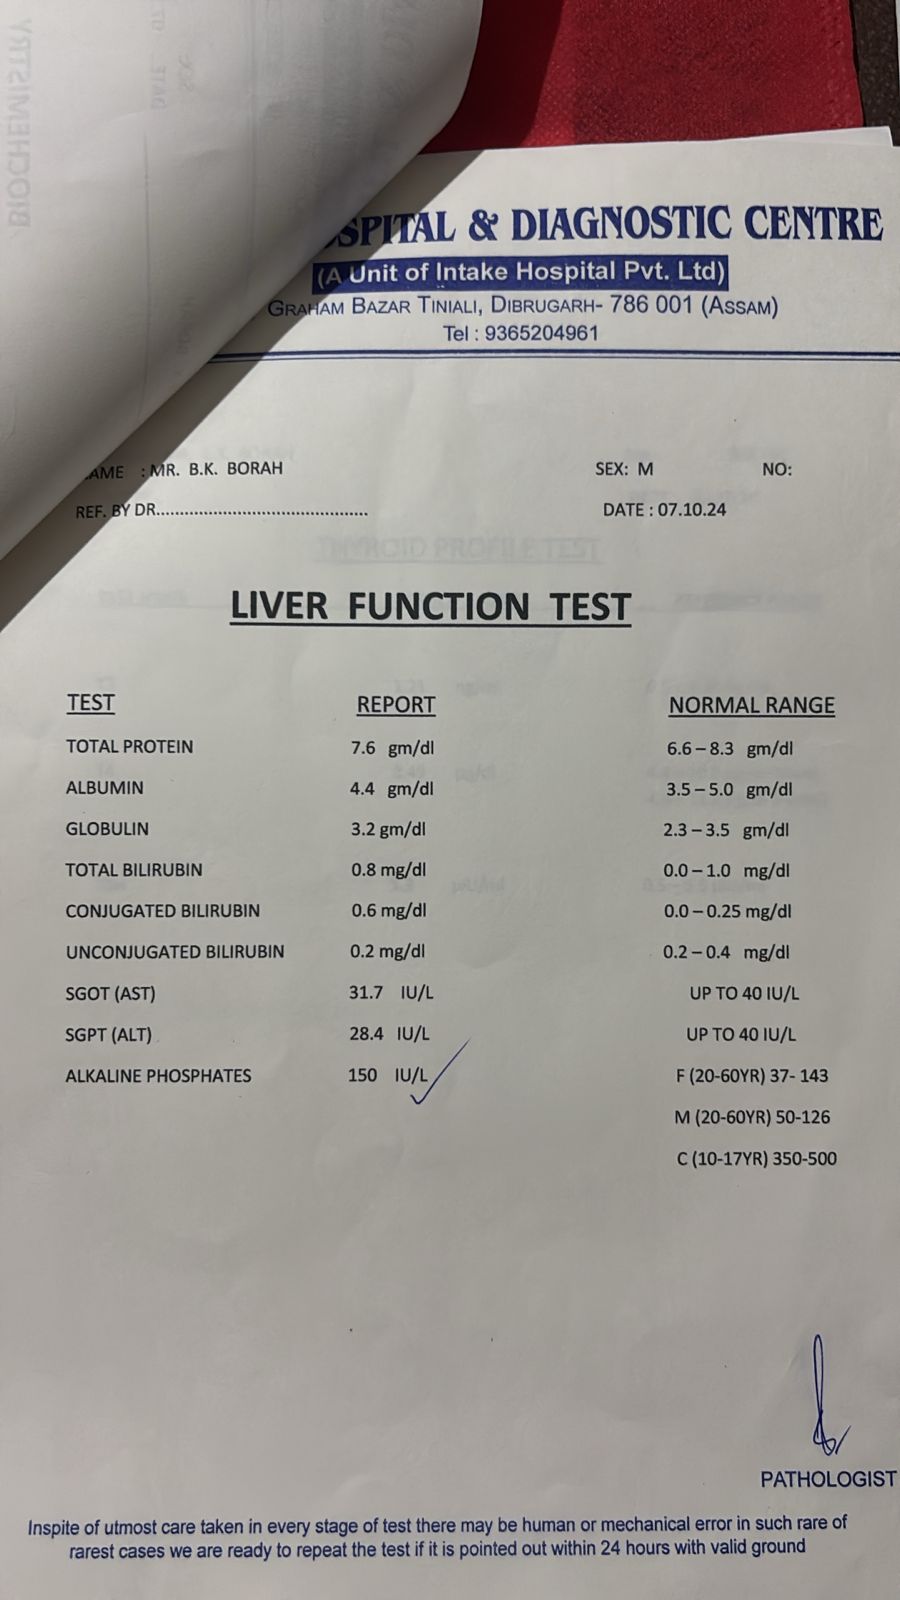 SPITAL & DIAGNOSTIC CENTRE
(A Unit of Intake Hospital Pvt. Ltd)
GRAHAM BAZAR TINIALI, DIBRUGARH- 786 001 (ASSAM)
Tel : 9365204961
AME : MR. B.K. BORAH SEX: M NO:
REF. BY DR............................................ DATE : 07.10.24
LIVER FUNCTION TEST
TEST REPORT NORMAL RANGE
TOTAL PROTEIN 7.6 gm/dl 6.6 – 8.3 gm/dl
ALBUMIN 4.4 gm/dl 3.5 – 5.0 gm/dl
GLOBULIN 3.2 gm/dl 2.3 – 3.5 gm/dl
TOTAL BILIRUBIN 0.8 mg/dl 0.0 – 1.0 mg/dl
CONJUGATED BILIRUBIN 0.6 mg/dl 0.0 – 0.25 mg/dl
UNCONJUGATED BILIRUBIN 0.2 mg/dl 0.2 – 0.4 mg/dl
SGOT (AST) 31.7 IU/L UP TO 40 IU/L
SGPT (ALT) 28.4 IU/L UP TO 40 IU/L
ALKALINE PHOSPHATES 150 IU/L F (20-60YR) 37- 143
M (20-60YR) 50-126
C (10-17YR) 350-500
PATHOLOGIST
Inspite of utmost care taken in every stage of test there may be human or mechanical error in such rare of
rarest cases we are ready to repeat the test if it is pointed out within 24 hours with valid ground